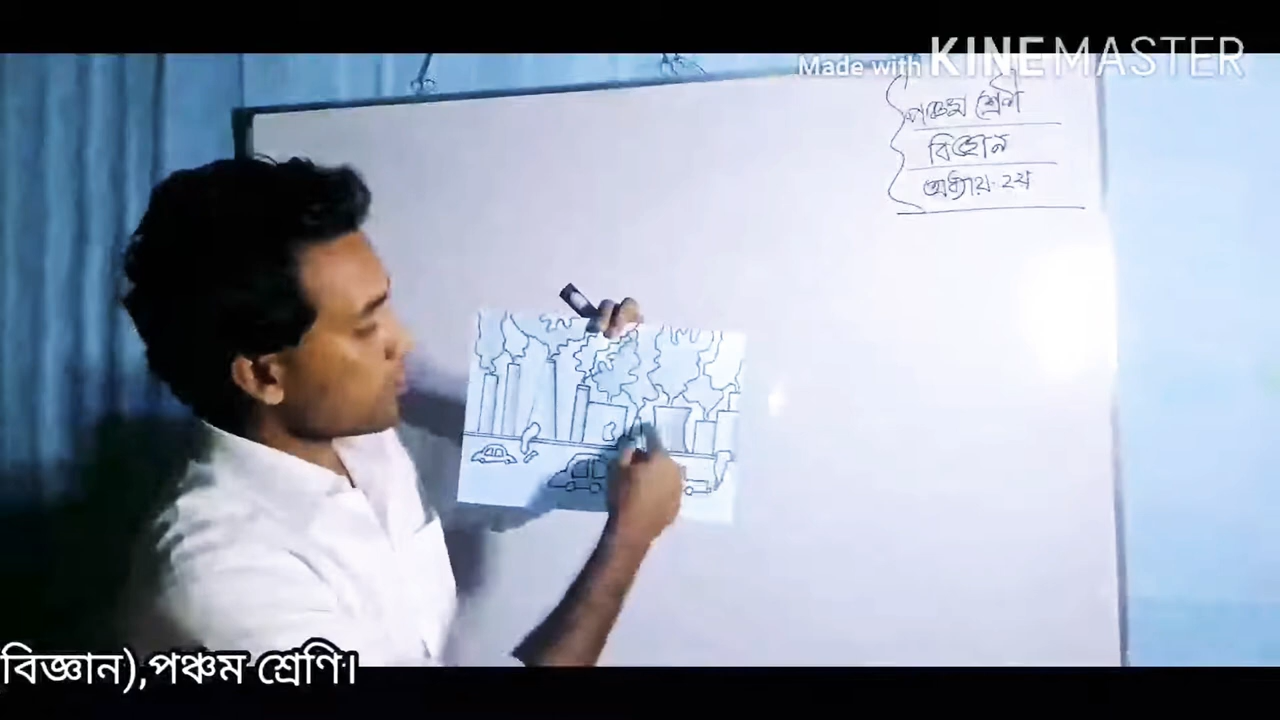 Made with KINEMASTER
পঞ্চম শ্রেণী
বিজ্ঞান
অধ্যায়-২য়
বিজ্ঞান),পঞ্চম শ্রেণি।